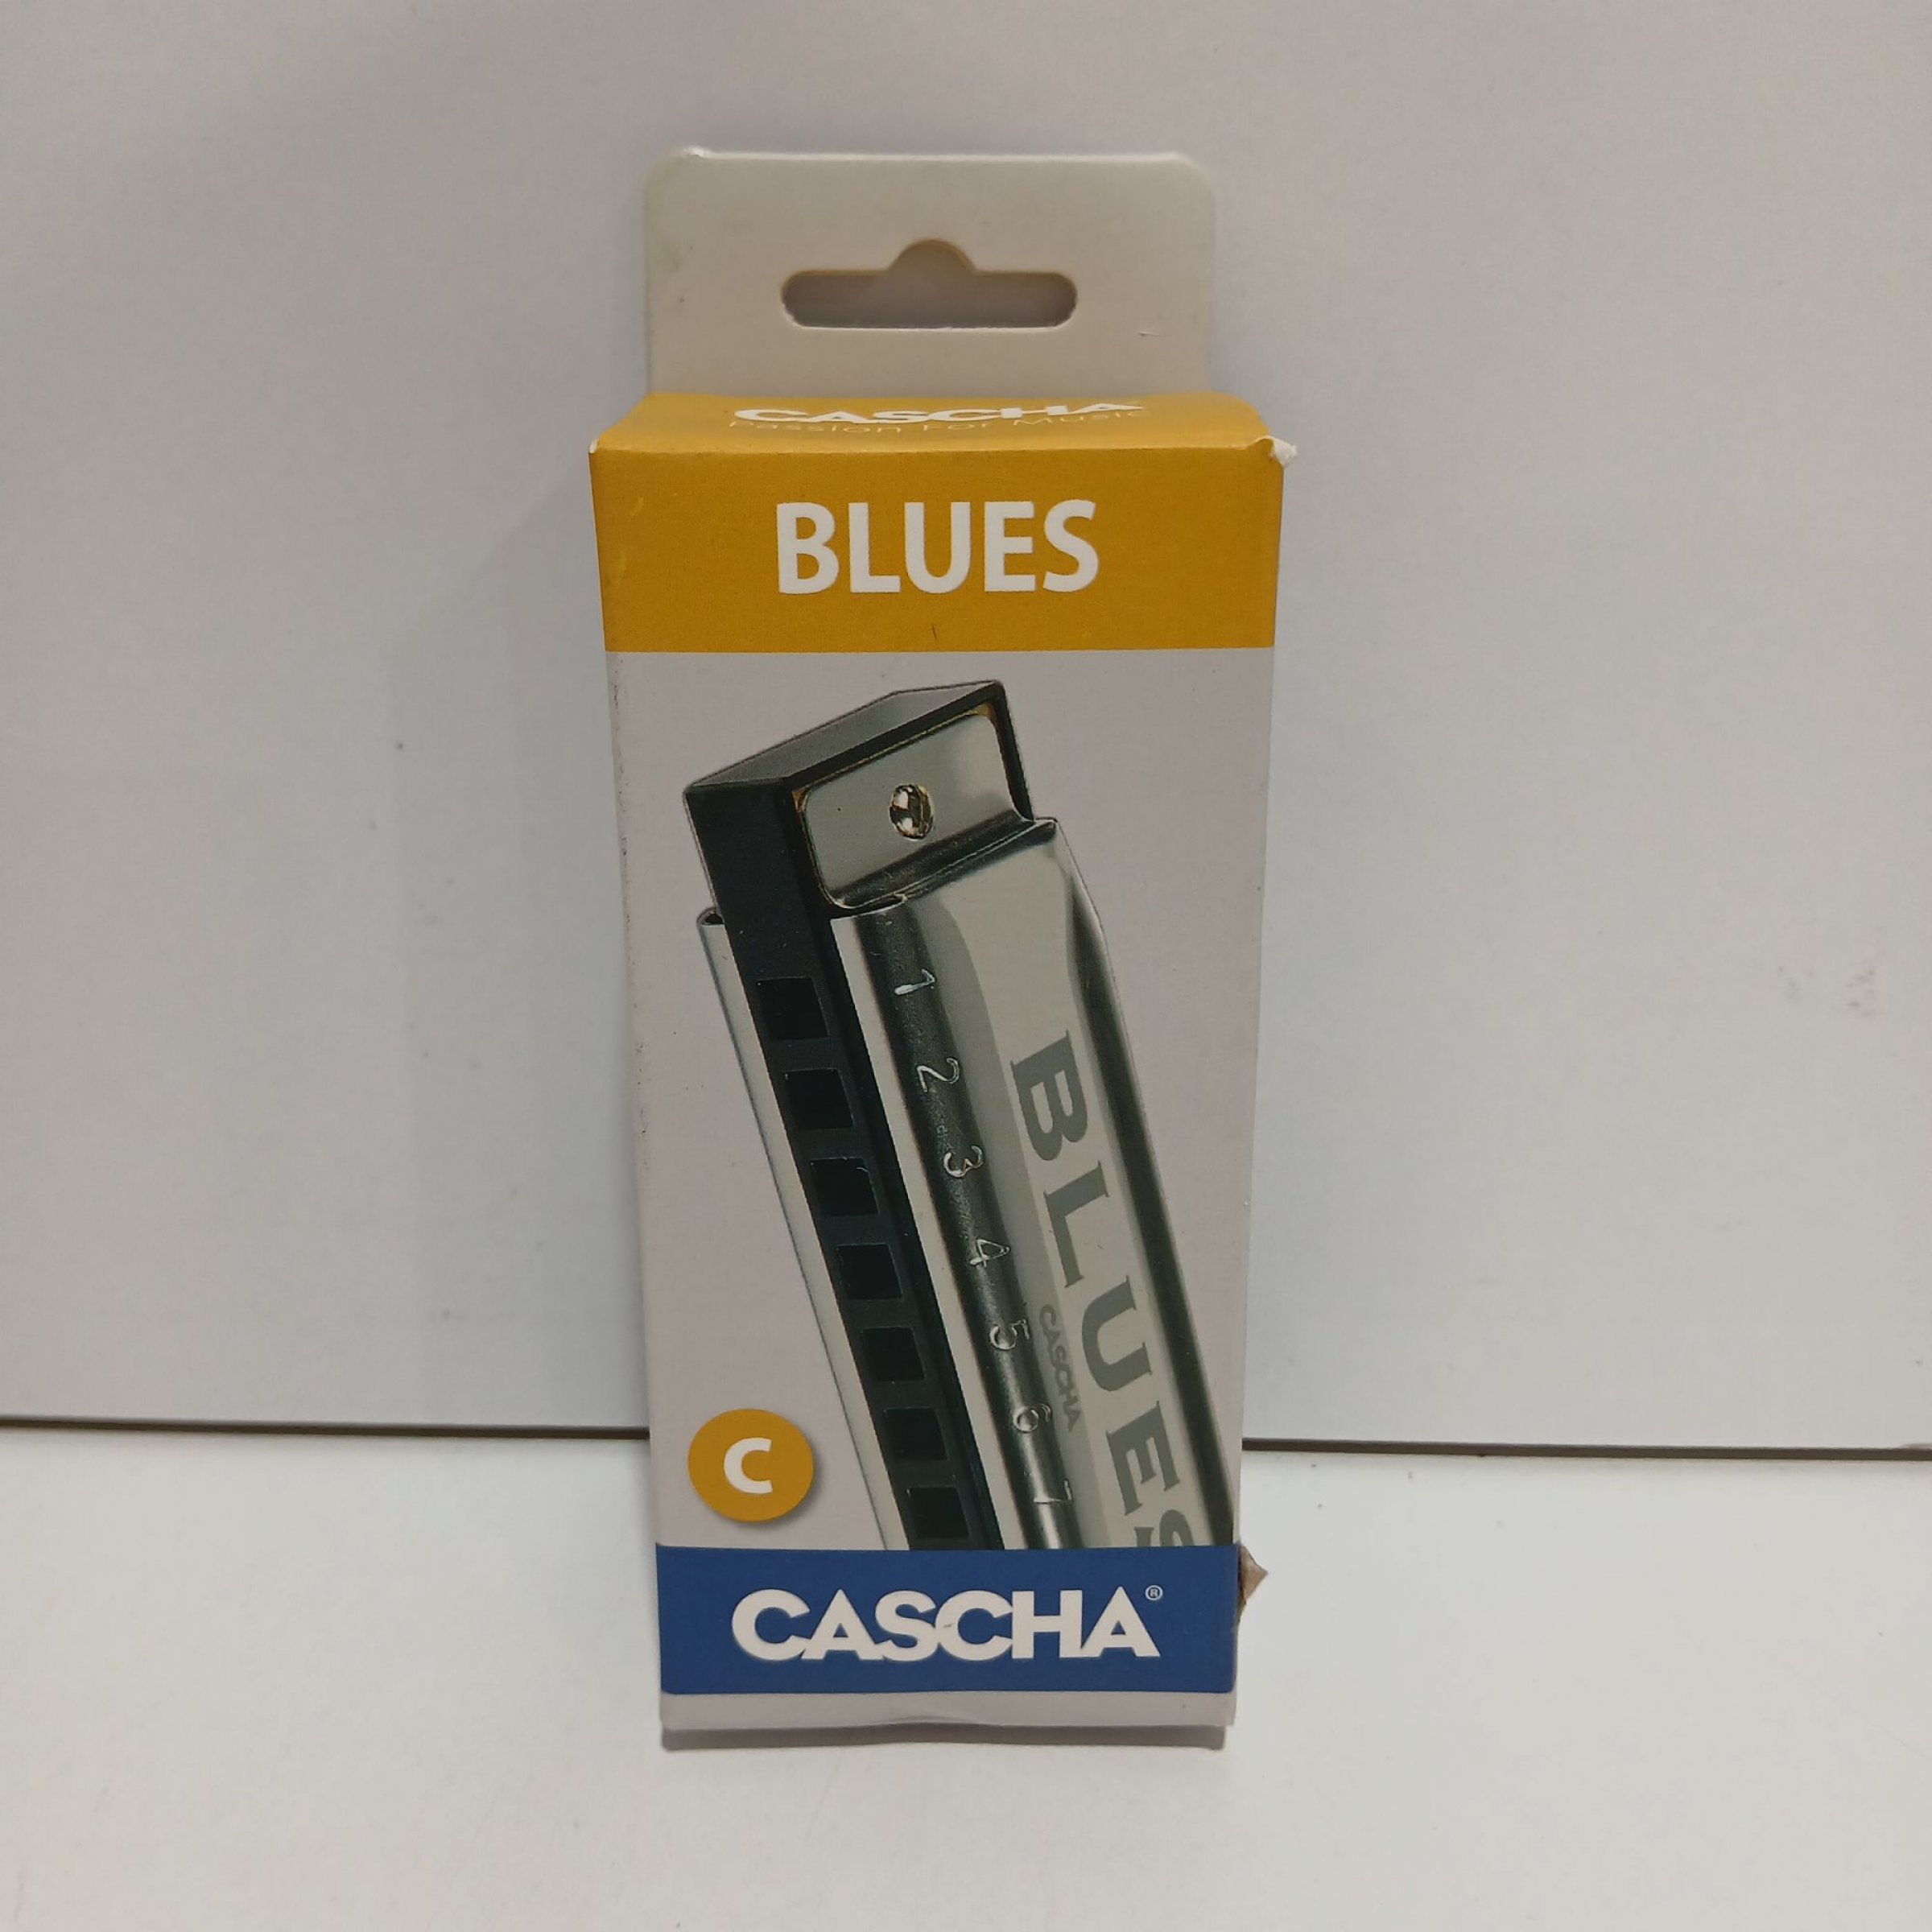 CASCHA
Passion For Music
BLUES
1
2
3
4
5
6
7
BLUES
CASCHA
C
CASCHA®